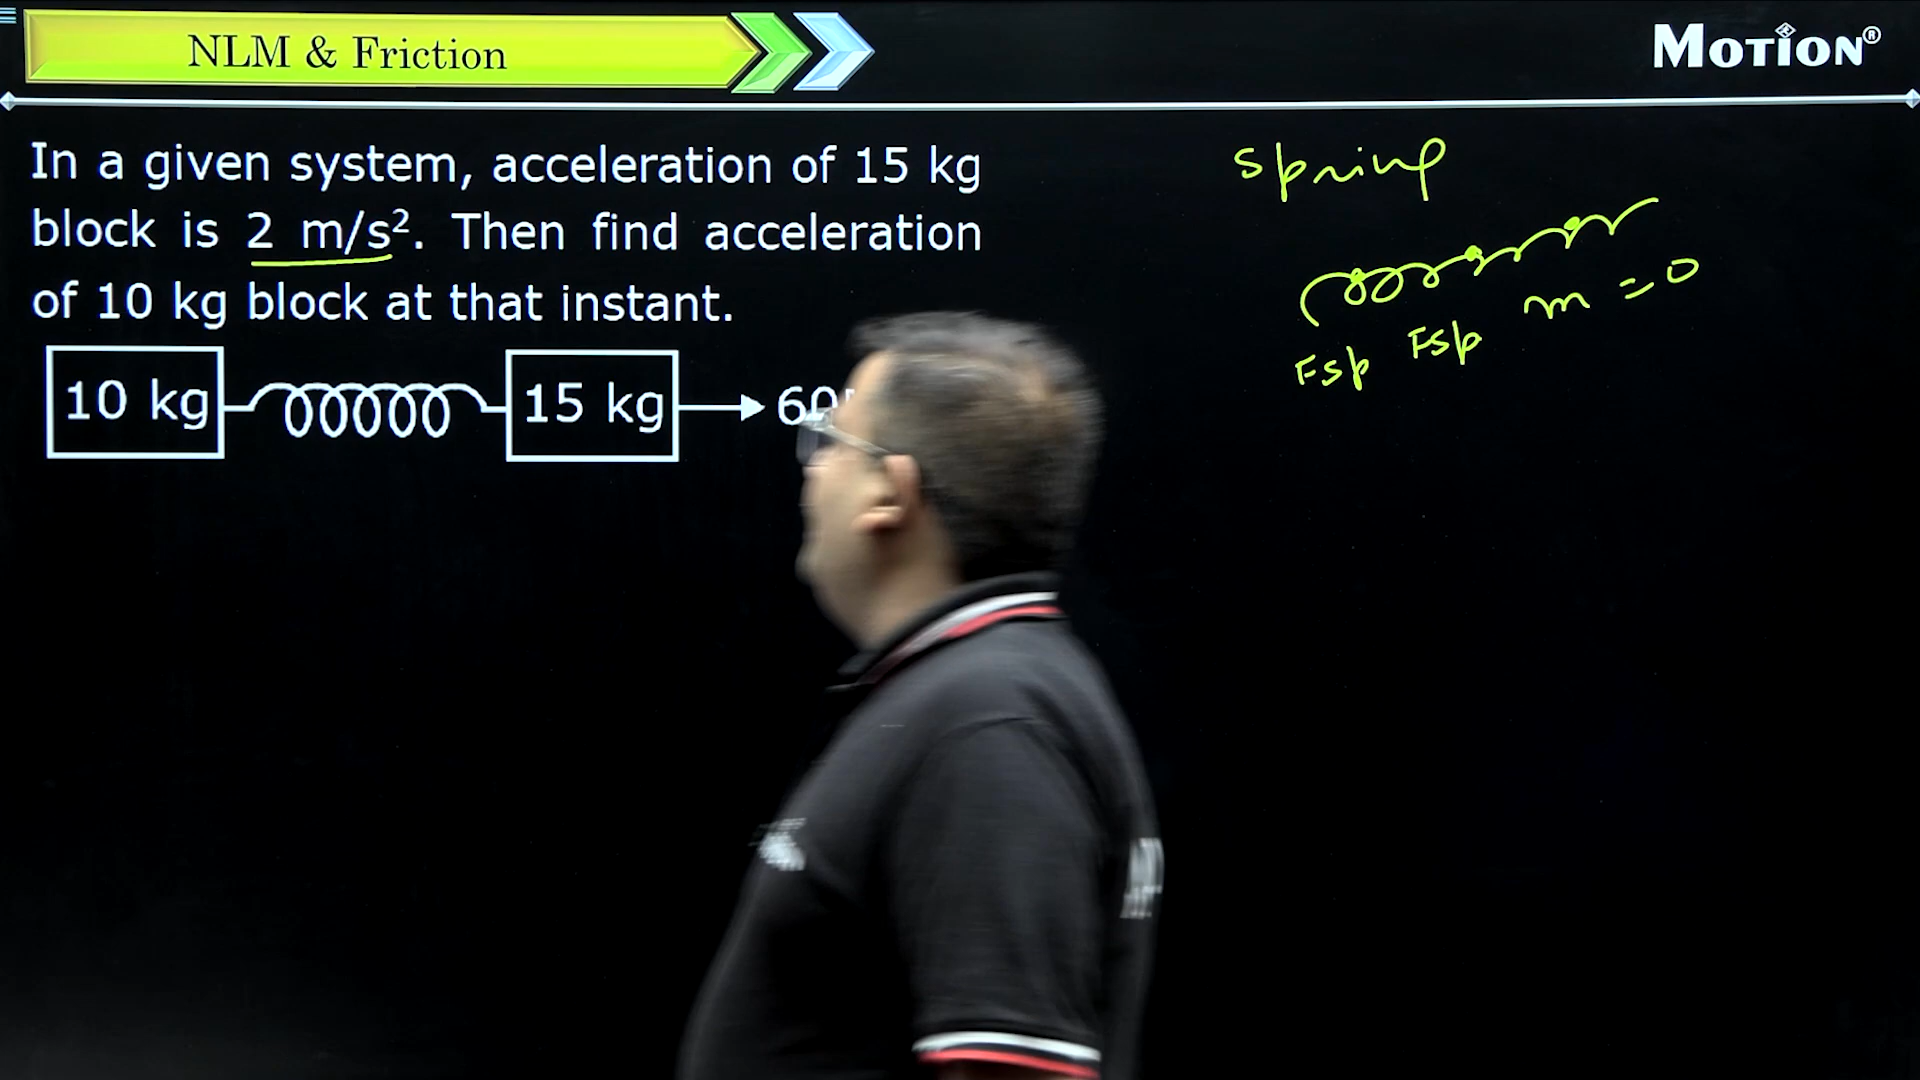 NLM & Friction
MOTION®
In a given system, acceleration of 15 kg
block is 2 m/s². Then find acceleration
of 10 kg block at that instant.
10 kg
15 kg
60
spring
m = 0
Fsp Fsp